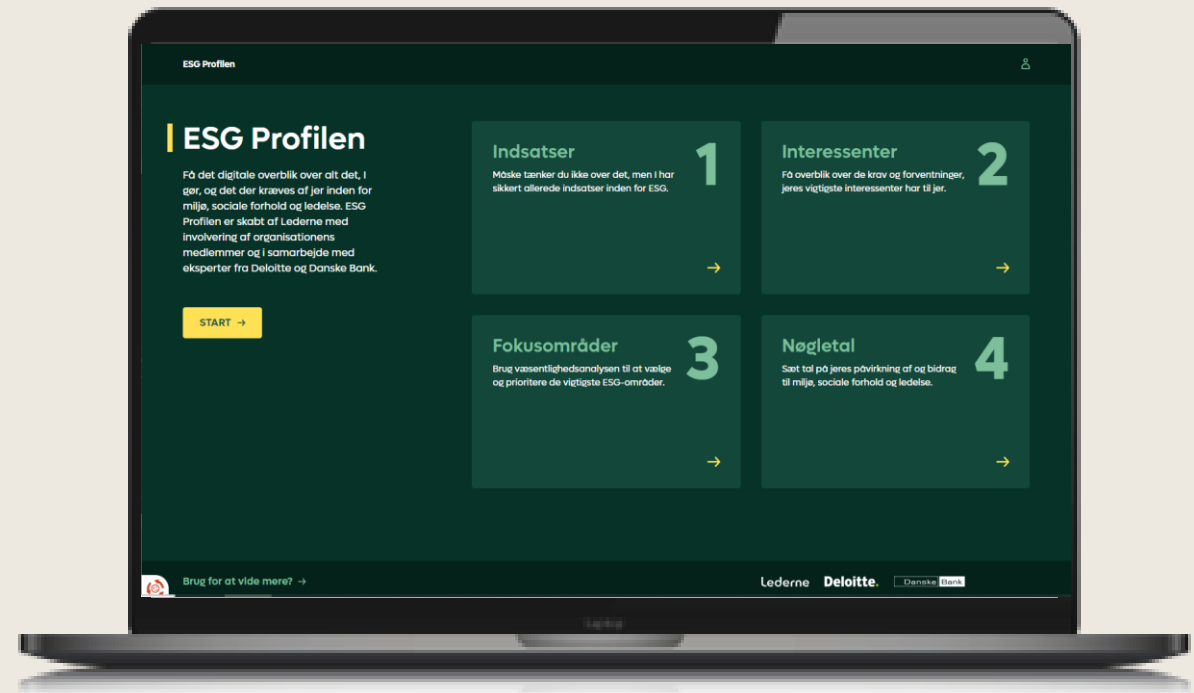 ESG Profilen
ESG Profilen
Få det digitale overblik over alt det, I
gør, og det der kræves af jer inden for
miljø, sociale forhold og ledelse. ESG
Profilen er skabt af Lederne med
involvering af organisationens
medlemmer og i samarbejde med
eksperter fra Deloitte og Danske Bank.
START →
Indsatser
1
Måske tænker du ikke over det, men I har
sikkert allerede indsatser inden for ESG.
→
Interessenter
2
Få overblik over de krav og forventninger,
jeres vigtigste interessenter har til jer.
→
Fokusområder
3
Brug væsentlighedsanalysen til at vælge
og prioritere de vigtigste ESG-områder.
→
Nøgletal
4
Sæt tal på jeres påvirkning af og bidrag
til miljø, sociale forhold og ledelse.
→
Brug for at vide mere? →
Lederne Deloitte. Danske Bank